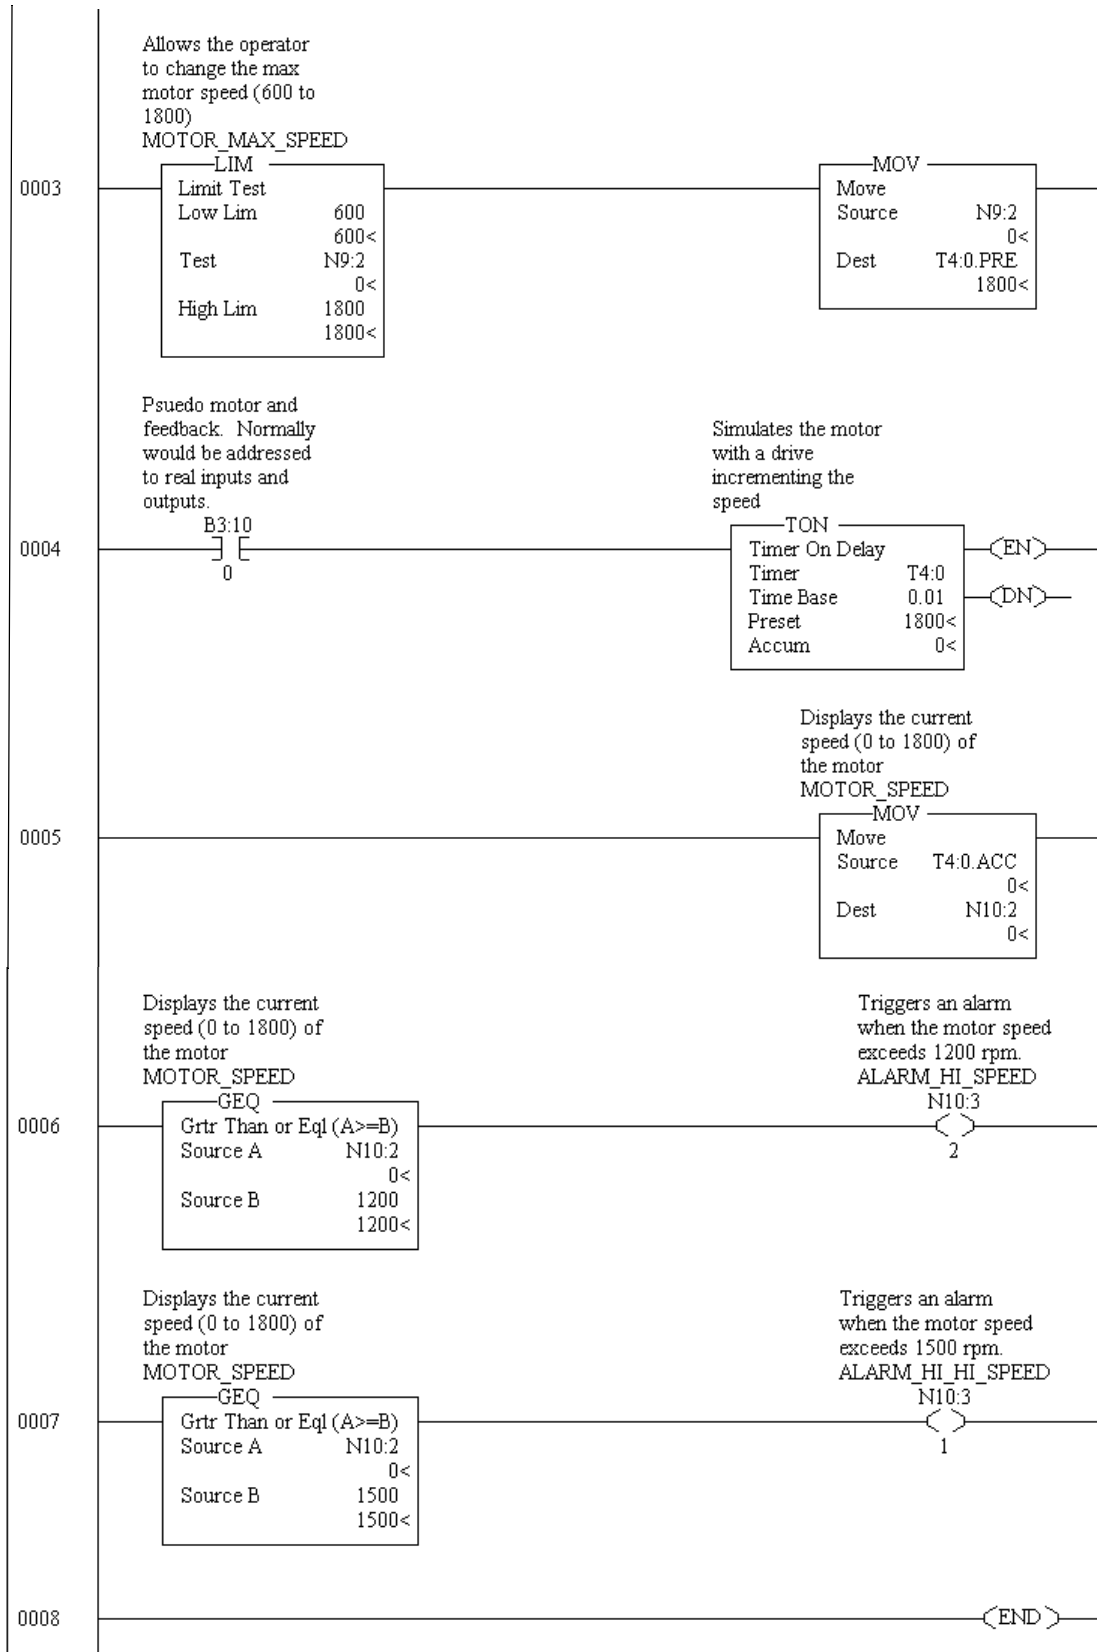 Allows the operator
to change the max
motor speed (600 to
1800)
MOTOR_MAX_SPEED
LIM
MOV
0003
Limit Test
Low Lim 600
600<
Test N9:2
0<
High Lim 1800
1800<
Move
Source N9:2
0<
Dest T4:0.PRE
1800<
Psuedo motor and
feedback. Normally
would be addressed
to real inputs and
outputs.
B3:10
0
Simulates the motor
with a drive
incrementing the
speed
TON
0004
Timer On Delay
Timer T4:0
Time Base 0.01
Preset 1800<
Accum 0<
EN
DN
Displays the current
speed (0 to 1800) of
the motor
MOTOR_SPEED
MOV
0005
Move
Source T4:0.ACC
0<
Dest N10:2
0<
Displays the current
speed (0 to 1800) of
the motor
MOTOR_SPEED
GEQ
0006
Grtr Than or Eql (A>=B)
Source A N10:2
0<
Source B 1200
1200<
Triggers an alarm
when the motor speed
exceeds 1200 rpm.
ALARM_HI_SPEED
N10:3
2
Displays the current
speed (0 to 1800) of
the motor
MOTOR_SPEED
GEQ
0007
Grtr Than or Eql (A>=B)
Source A N10:2
0<
Source B 1500
1500<
Triggers an alarm
when the motor speed
exceeds 1500 rpm.
ALARM_HI_HI_SPEED
N10:3
1
0008
END